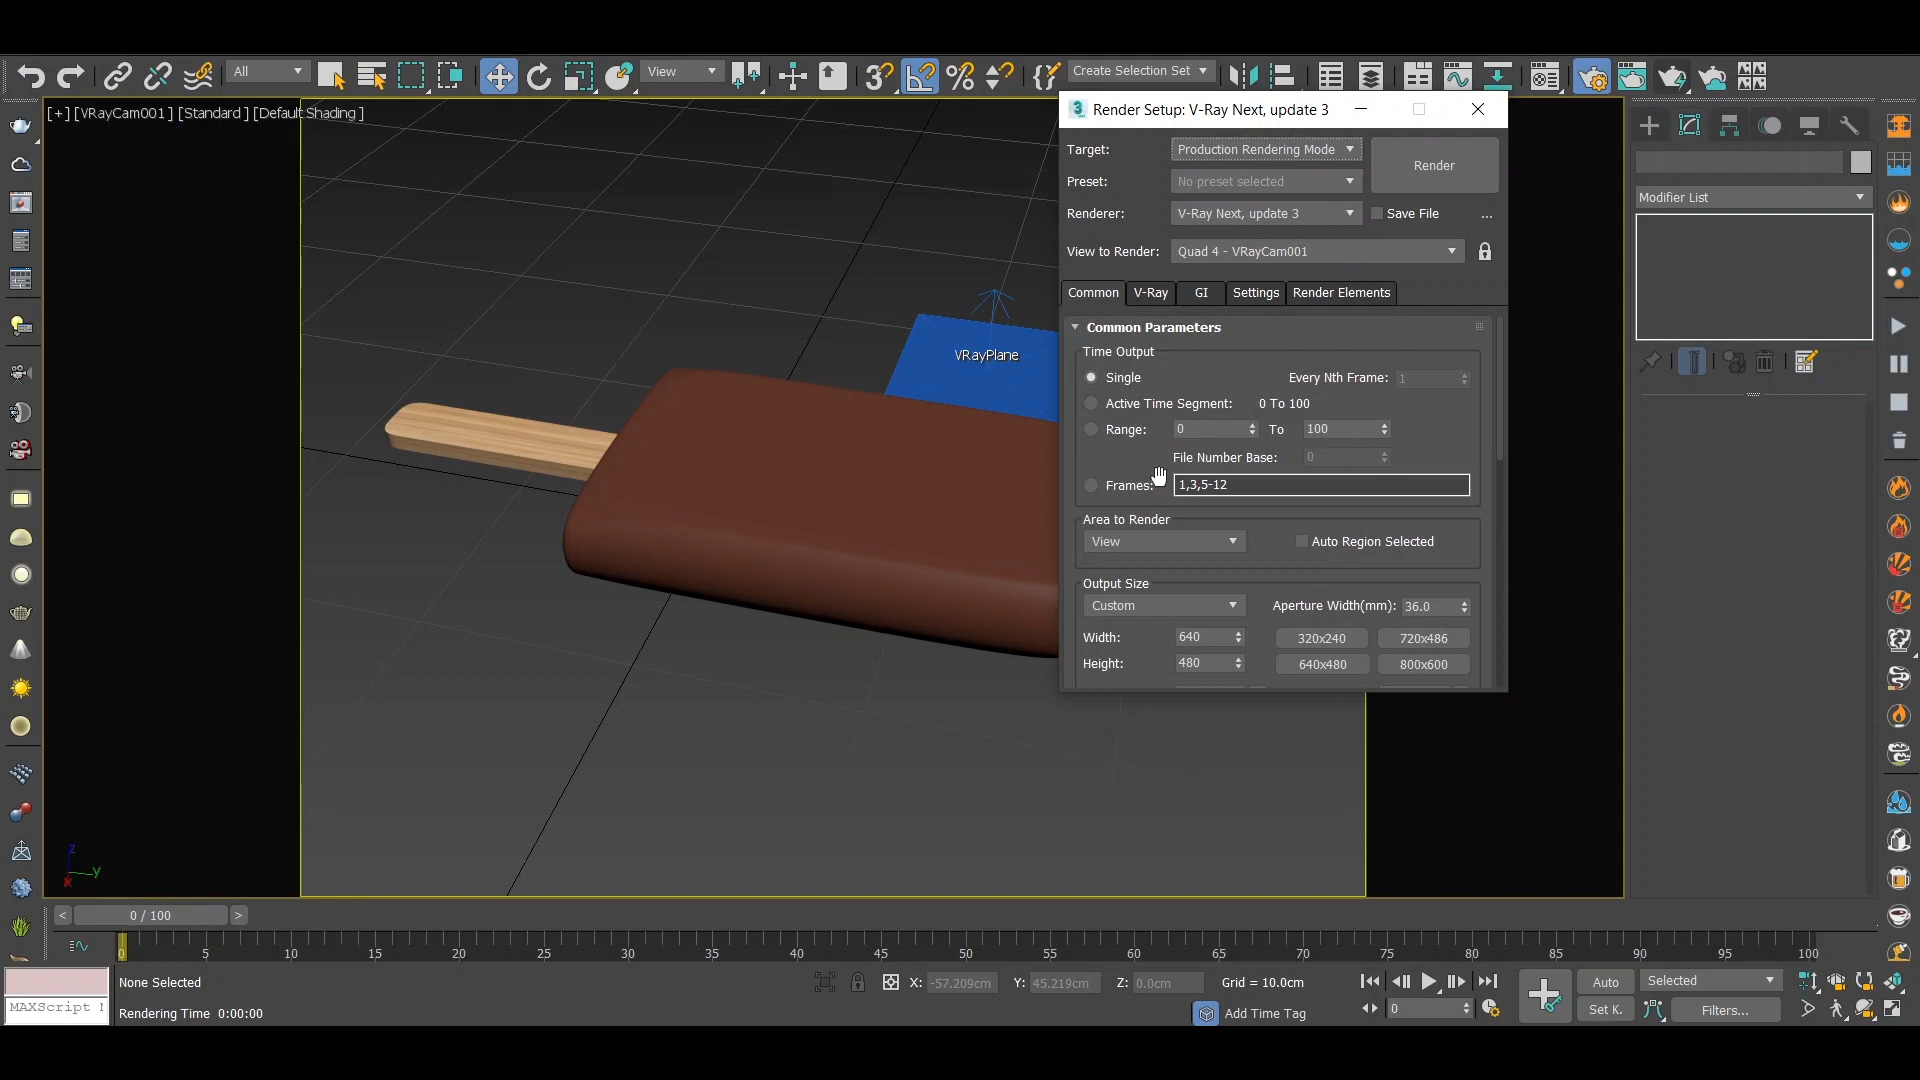 All
View
Create Selection Set
[+] [VRayCam001] [Standard] [Default Shading]
Render Setup: V-Ray Next, update 3
Target: Production Rendering Mode
Render
Preset: No preset selected
Renderer: V-Ray Next, update 3
Save File ...
View to Render: Quad 4 - VRayCam001
Common V-Ray GI Settings Render Elements
Common Parameters
Time Output
Single
Every Nth Frame: 1
Active Time Segment: 0 To 100
Range: 0 To 100
File Number Base: 0
Frames: 1,3,5-12
Area to Render
View
Auto Region Selected
Output Size
Custom
Aperture Width(mm): 36.0
Width: 640
320x240 720x486
Height: 480
640x480 800x600
Modifier List
VRayPlane
z
y
x
< 0 / 100 >
0 5 10 15 20 25 30 35 40 45 50 55 60 65 70 75 80 85 90 95 100
None Selected
X: -57.209cm Y: 45.219cm Z: 0.0cm
Grid = 10.0cm
Auto
Selected
MAXScript
Rendering Time 0:00:00
Add Time Tag
0
Set K.
Filters...